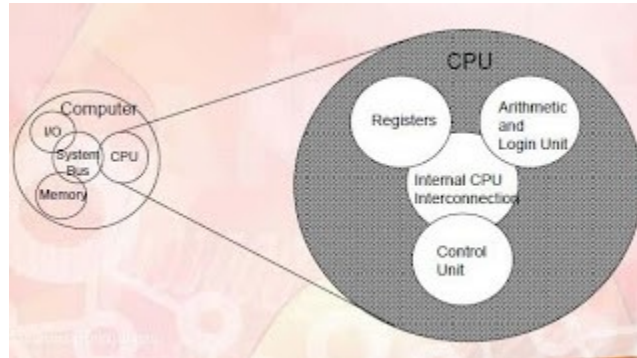 Computer
I/O
System
Bus
CPU
Memory
CPU
Registers
Arithmetic
and
Login Unit
Internal CPU
Interconnection
Control
Unit